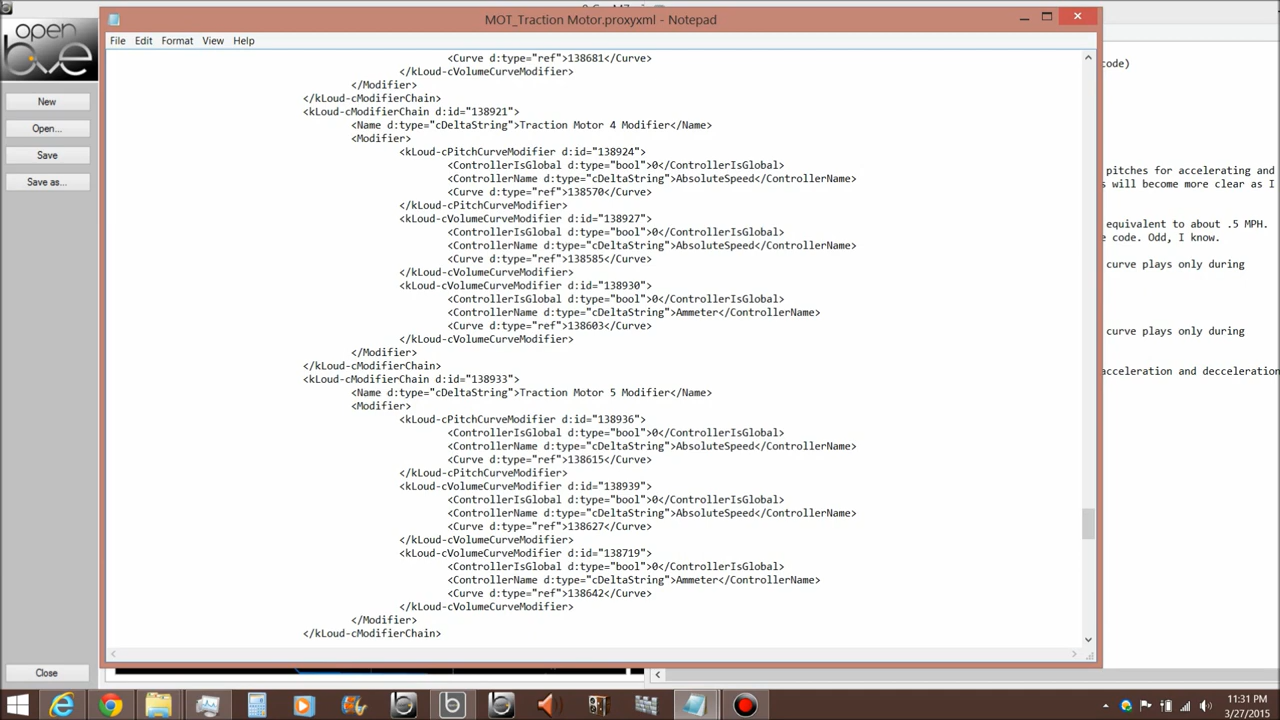 MOT_Traction Motor.proxyxml - Notepad
open
bve
New
Open...
Save
Save as...
Close
File Edit Format View Help
<Curve d:type="ref">138681</Curve>
</kLoud-cVolumeCurveModifier>
</Modifier>
</kLoud-cModifierChain>
<kLoud-cModifierChain d:id="138921">
<Name d:type="cDeltaString">Traction Motor 4 Modifier</Name>
<Modifier>
<kLoud-cPitchCurveModifier d:id="138924">
<ControllerIsGlobal d:type="bool">0</ControllerIsGlobal>
<ControllerName d:type="cDeltaString">AbsoluteSpeed</ControllerName>
<Curve d:type="ref">138570</Curve>
</kLoud-cPitchCurveModifier>
<kLoud-cVolumeCurveModifier d:id="138927">
<ControllerIsGlobal d:type="bool">0</ControllerIsGlobal>
<ControllerName d:type="cDeltaString">AbsoluteSpeed</ControllerName>
<Curve d:type="ref">138585</Curve>
</kLoud-cVolumeCurveModifier>
<kLoud-cVolumeCurveModifier d:id="138930">
<ControllerIsGlobal d:type="bool">0</ControllerIsGlobal>
<ControllerName d:type="cDeltaString">Ammeter</ControllerName>
<Curve d:type="ref">138603</Curve>
</kLoud-cVolumeCurveModifier>
</Modifier>
</kLoud-cModifierChain>
<kLoud-cModifierChain d:id="138933">
<Name d:type="cDeltaString">Traction Motor 5 Modifier</Name>
<Modifier>
<kLoud-cPitchCurveModifier d:id="138936">
<ControllerIsGlobal d:type="bool">0</ControllerIsGlobal>
<ControllerName d:type="cDeltaString">AbsoluteSpeed</ControllerName>
<Curve d:type="ref">138615</Curve>
</kLoud-cPitchCurveModifier>
<kLoud-cVolumeCurveModifier d:id="138939">
<ControllerIsGlobal d:type="bool">0</ControllerIsGlobal>
<ControllerName d:type="cDeltaString">AbsoluteSpeed</ControllerName>
<Curve d:type="ref">138627</Curve>
</kLoud-cVolumeCurveModifier>
<kLoud-cVolumeCurveModifier d:id="138719">
<ControllerIsGlobal d:type="bool">0</ControllerIsGlobal>
<ControllerName d:type="cDeltaString">Ammeter</ControllerName>
<Curve d:type="ref">138642</Curve>
</kLoud-cVolumeCurveModifier>
</Modifier>
</kLoud-cModifierChain>
code)
pitches for accelerating and
s will become more clear as I
equivalent to about .5 MPH.
e code. Odd, I know.
curve plays only during
curve plays only during
acceleration and decceleration
11:31 PM
3/27/2015